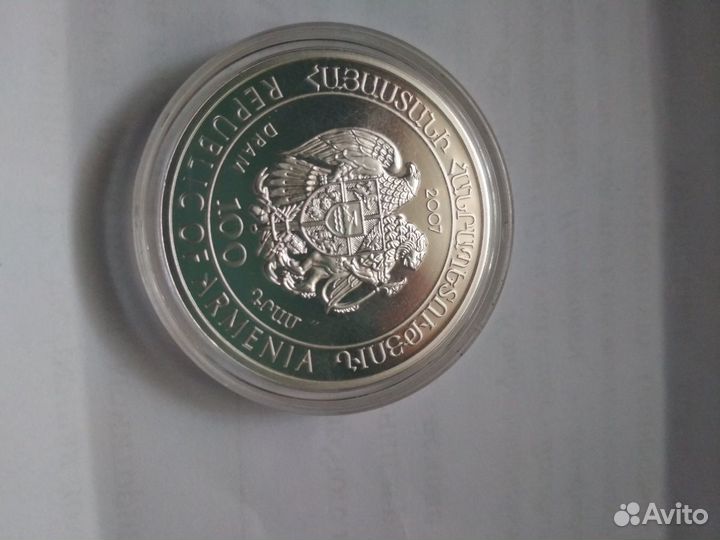 ՀԱՅԱՍՏԱՆԻ ՀԱՆՐԱՊԵՏՈՒԹՅՈՒՆ
2007
100
DRAM
ԴՐԱՄ
REPUBLIC OF ARMENIA
Avito